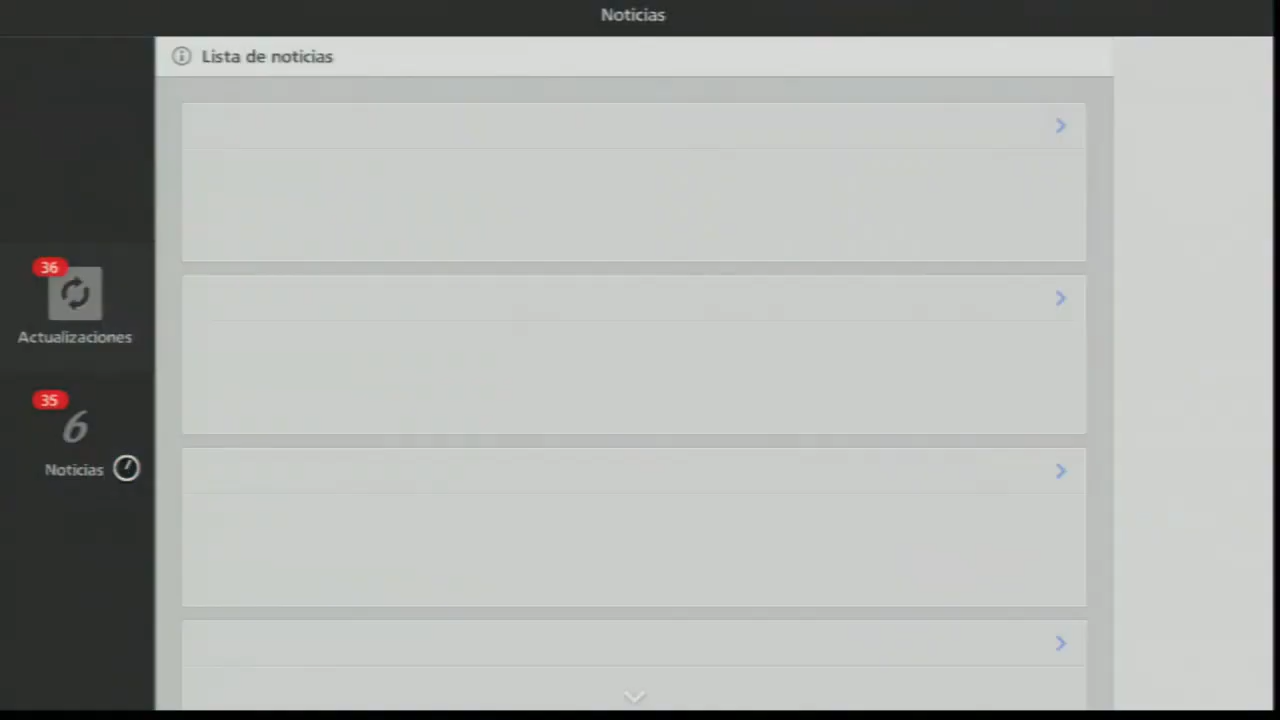 Noticias
Lista de noticias
36
Actualizaciones
35
6
Noticias